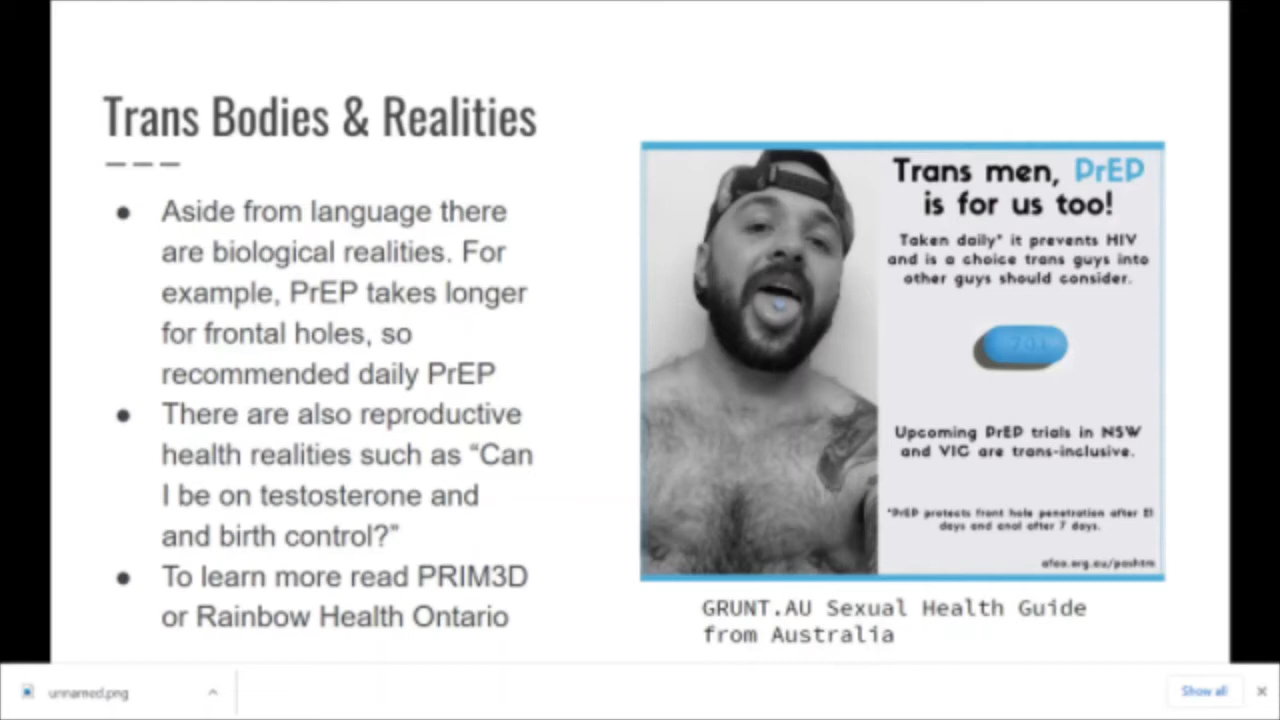 Trans Bodies & Realities
● Aside from language there
are biological realities. For
example, PrEP takes longer
for frontal holes, so
recommended daily PrEP
● There are also reproductive
health realities such as “Can
I be on testosterone and
and birth control?”
● To learn more read PRIM3D
or Rainbow Health Ontario
Trans men, PrEP
is for us too!
Taken daily* it prevents HIV
and is a choice trans guys into
other guys should consider.
701
Upcoming PrEP trials in NSW
and VIC are trans-inclusive.
*PrEP protects front hole penetration after 21
days and anal after 7 days.
GRUNT.AU Sexual Health Guide
from Australia
unnamed.png
Show all